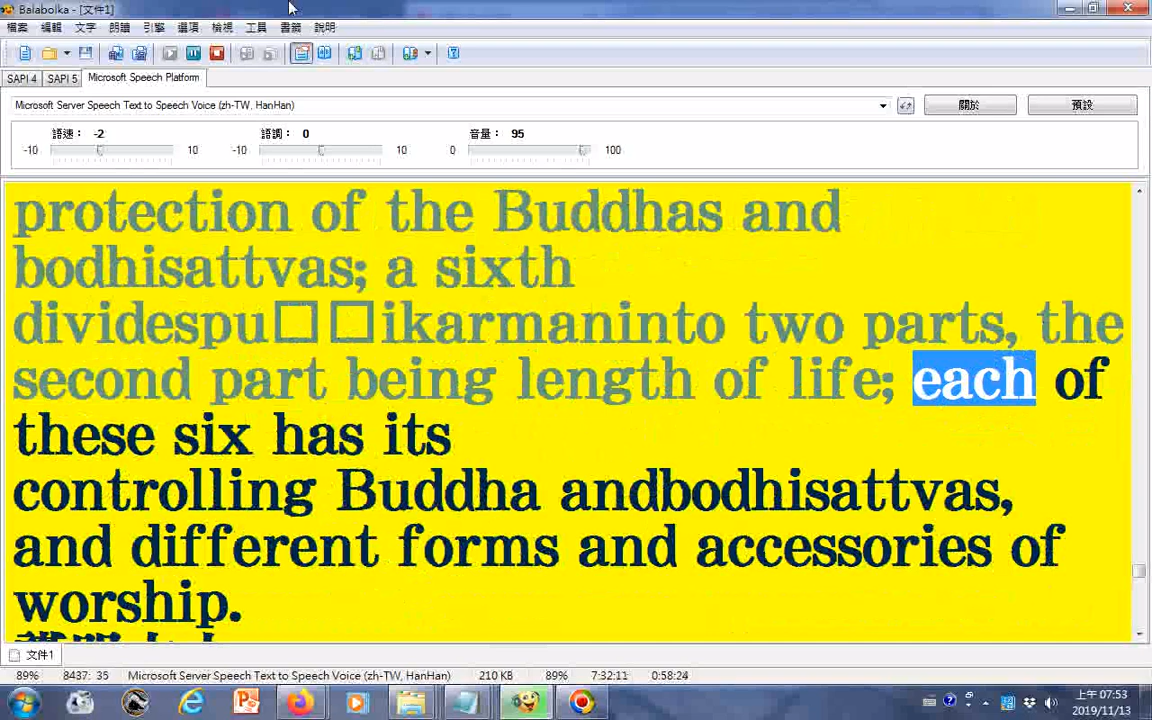 Balabolka - [文件1]
檔案 編輯 文字 朗讀 引擎 選項 檢視 工具 書籤 說明
SAPI 4 SAPI 5 Microsoft Speech Platform
Microsoft Server Speech Text to Speech Voice (zh-TW, HanHan) 關於 預設
語速： -2 語調： 0 音量： 95
-10 10 -10 10 0 100
protection of the Buddhas and
bodhisattvas; a sixth
dividespu□□ikarmaninto two parts, the
second part being length of life; each of
these six has its
controlling Buddha andbodhisattvas,
and different forms and accessories of
worship.
文件1
89% 8437: 35 Microsoft Server Speech Text to Speech Voice (zh-TW, HanHan) 210 KB 89% 7:32:11 0:58:24
上午 07:53
2019/11/13